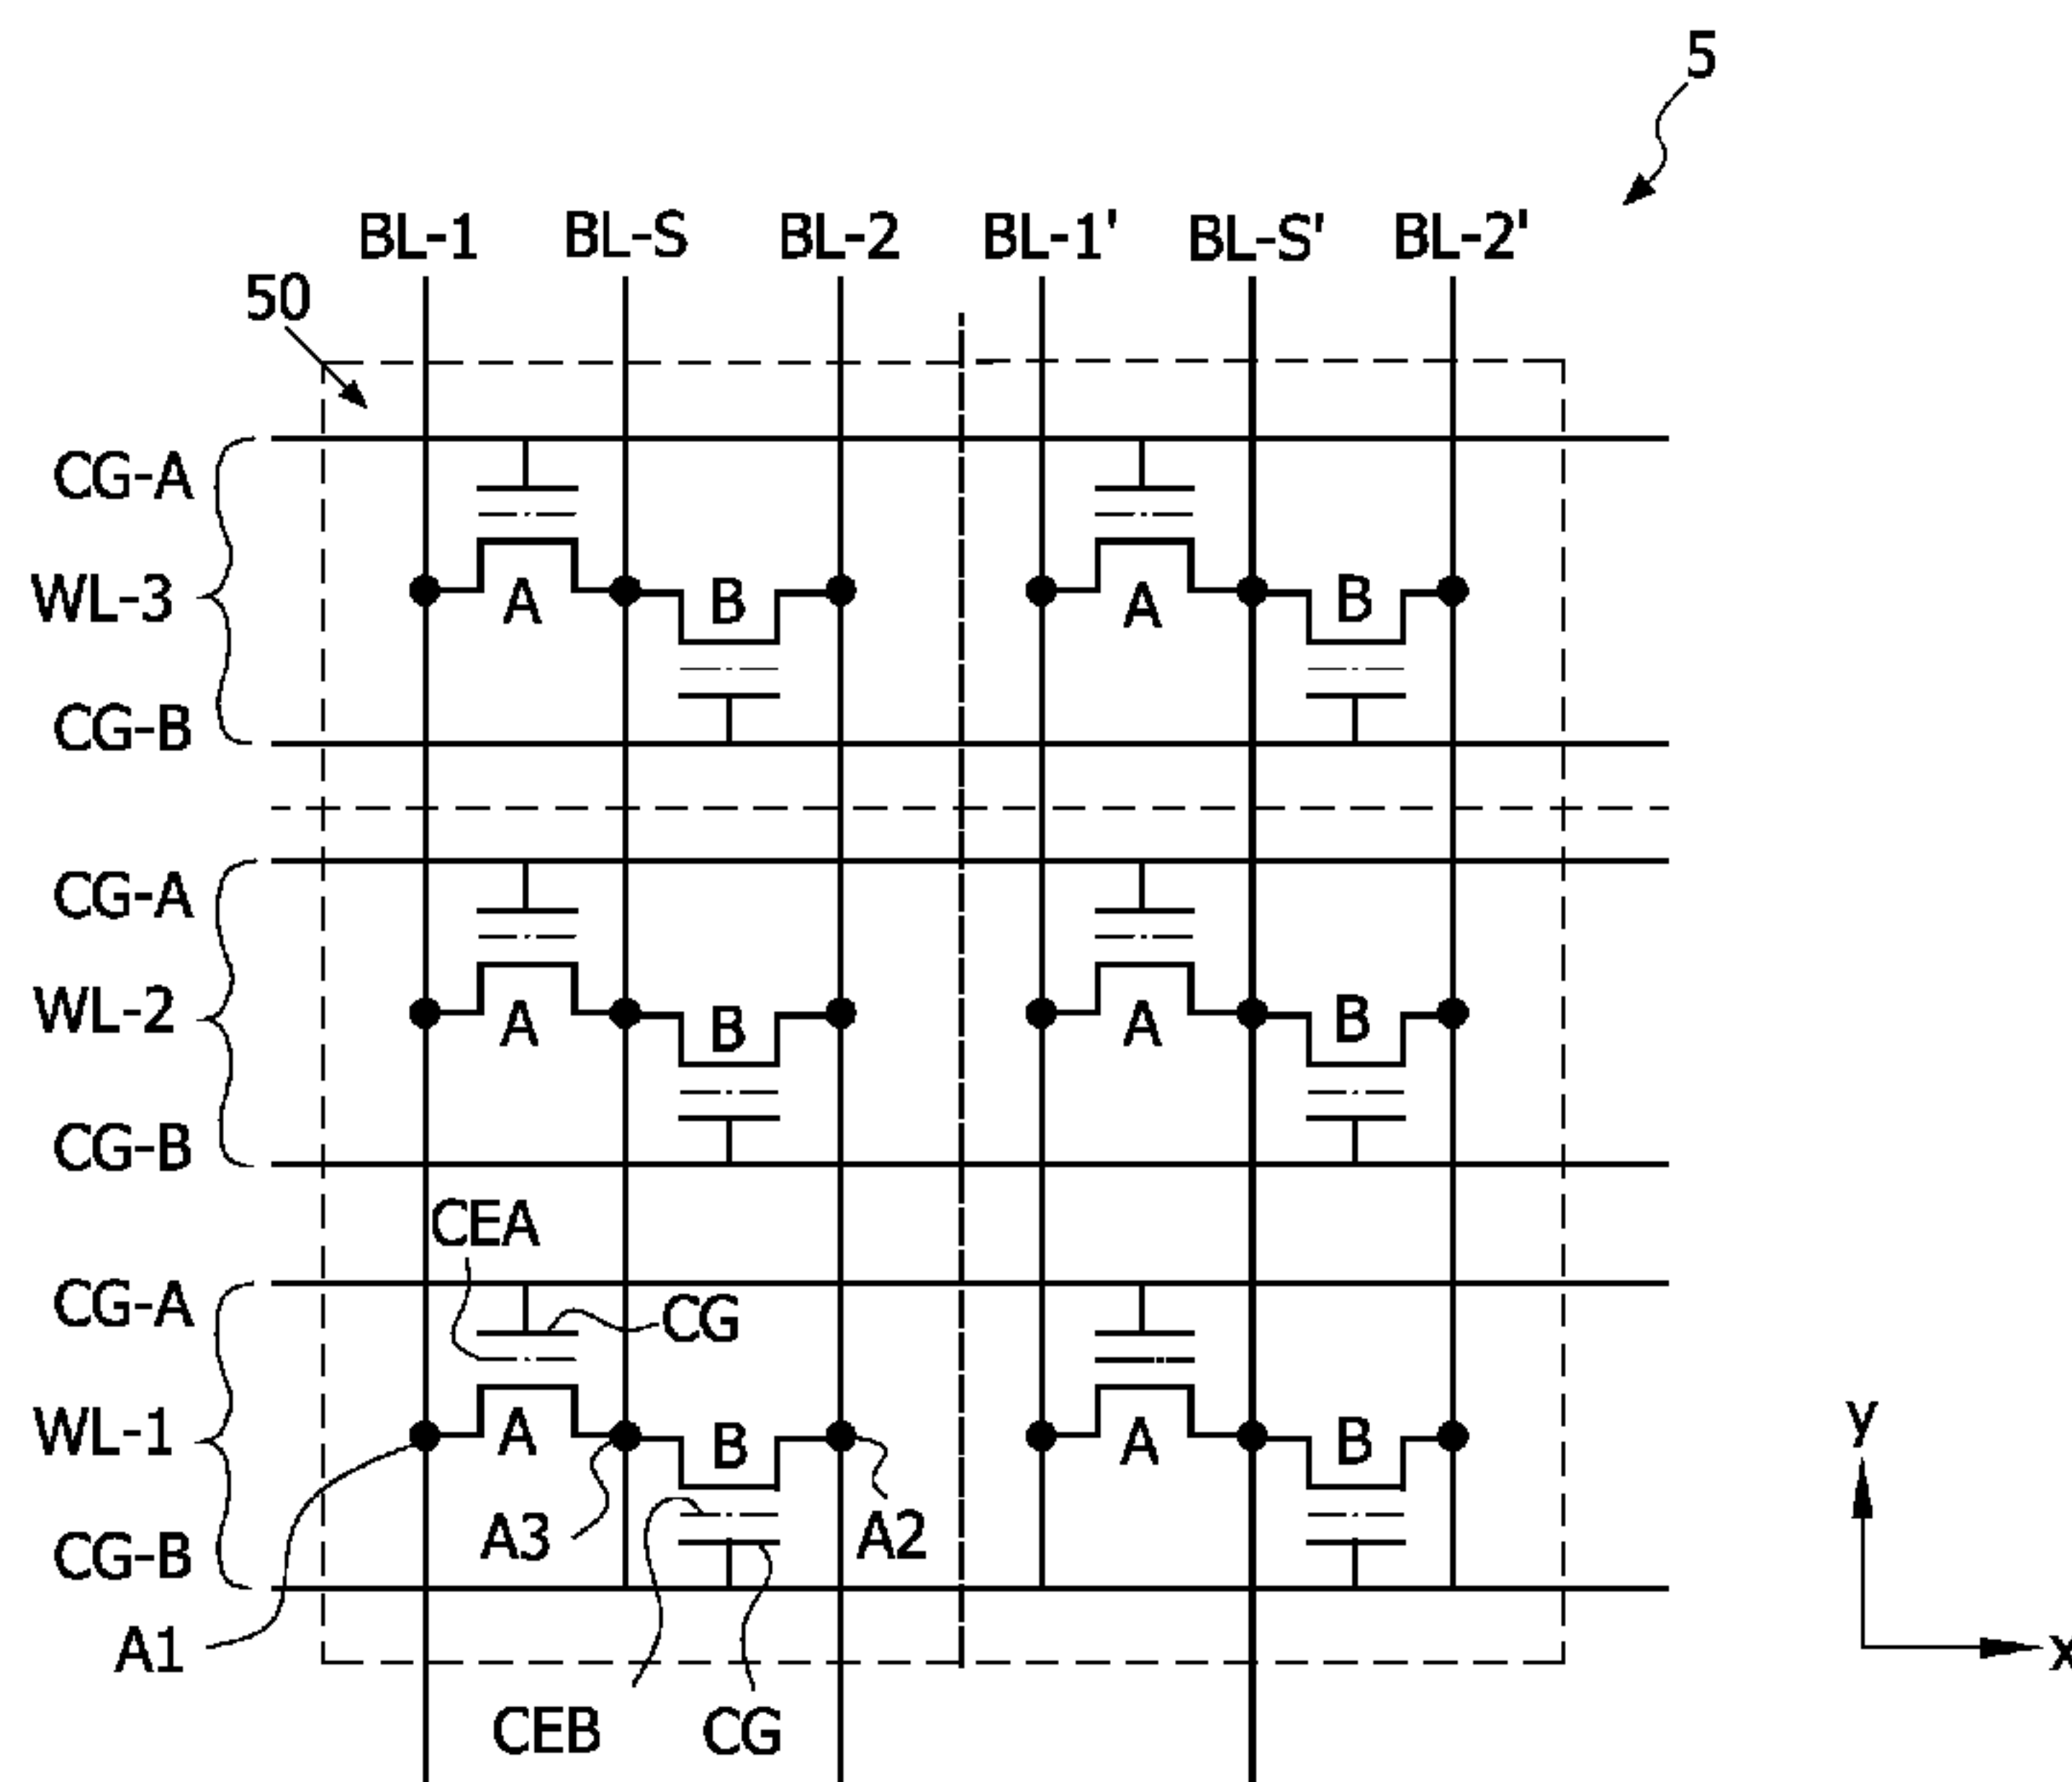 5
BL-1 BL-S BL-2 BL-1' BL-S' BL-2'
50
CG-A
WL-3
A B A B
CG-B
CG-A
WL-2
A B A B
CG-B
CEA
CG-A
CG
WL-1
A B A B
A3 A2
CG-B
A1
CEB CG
y
x